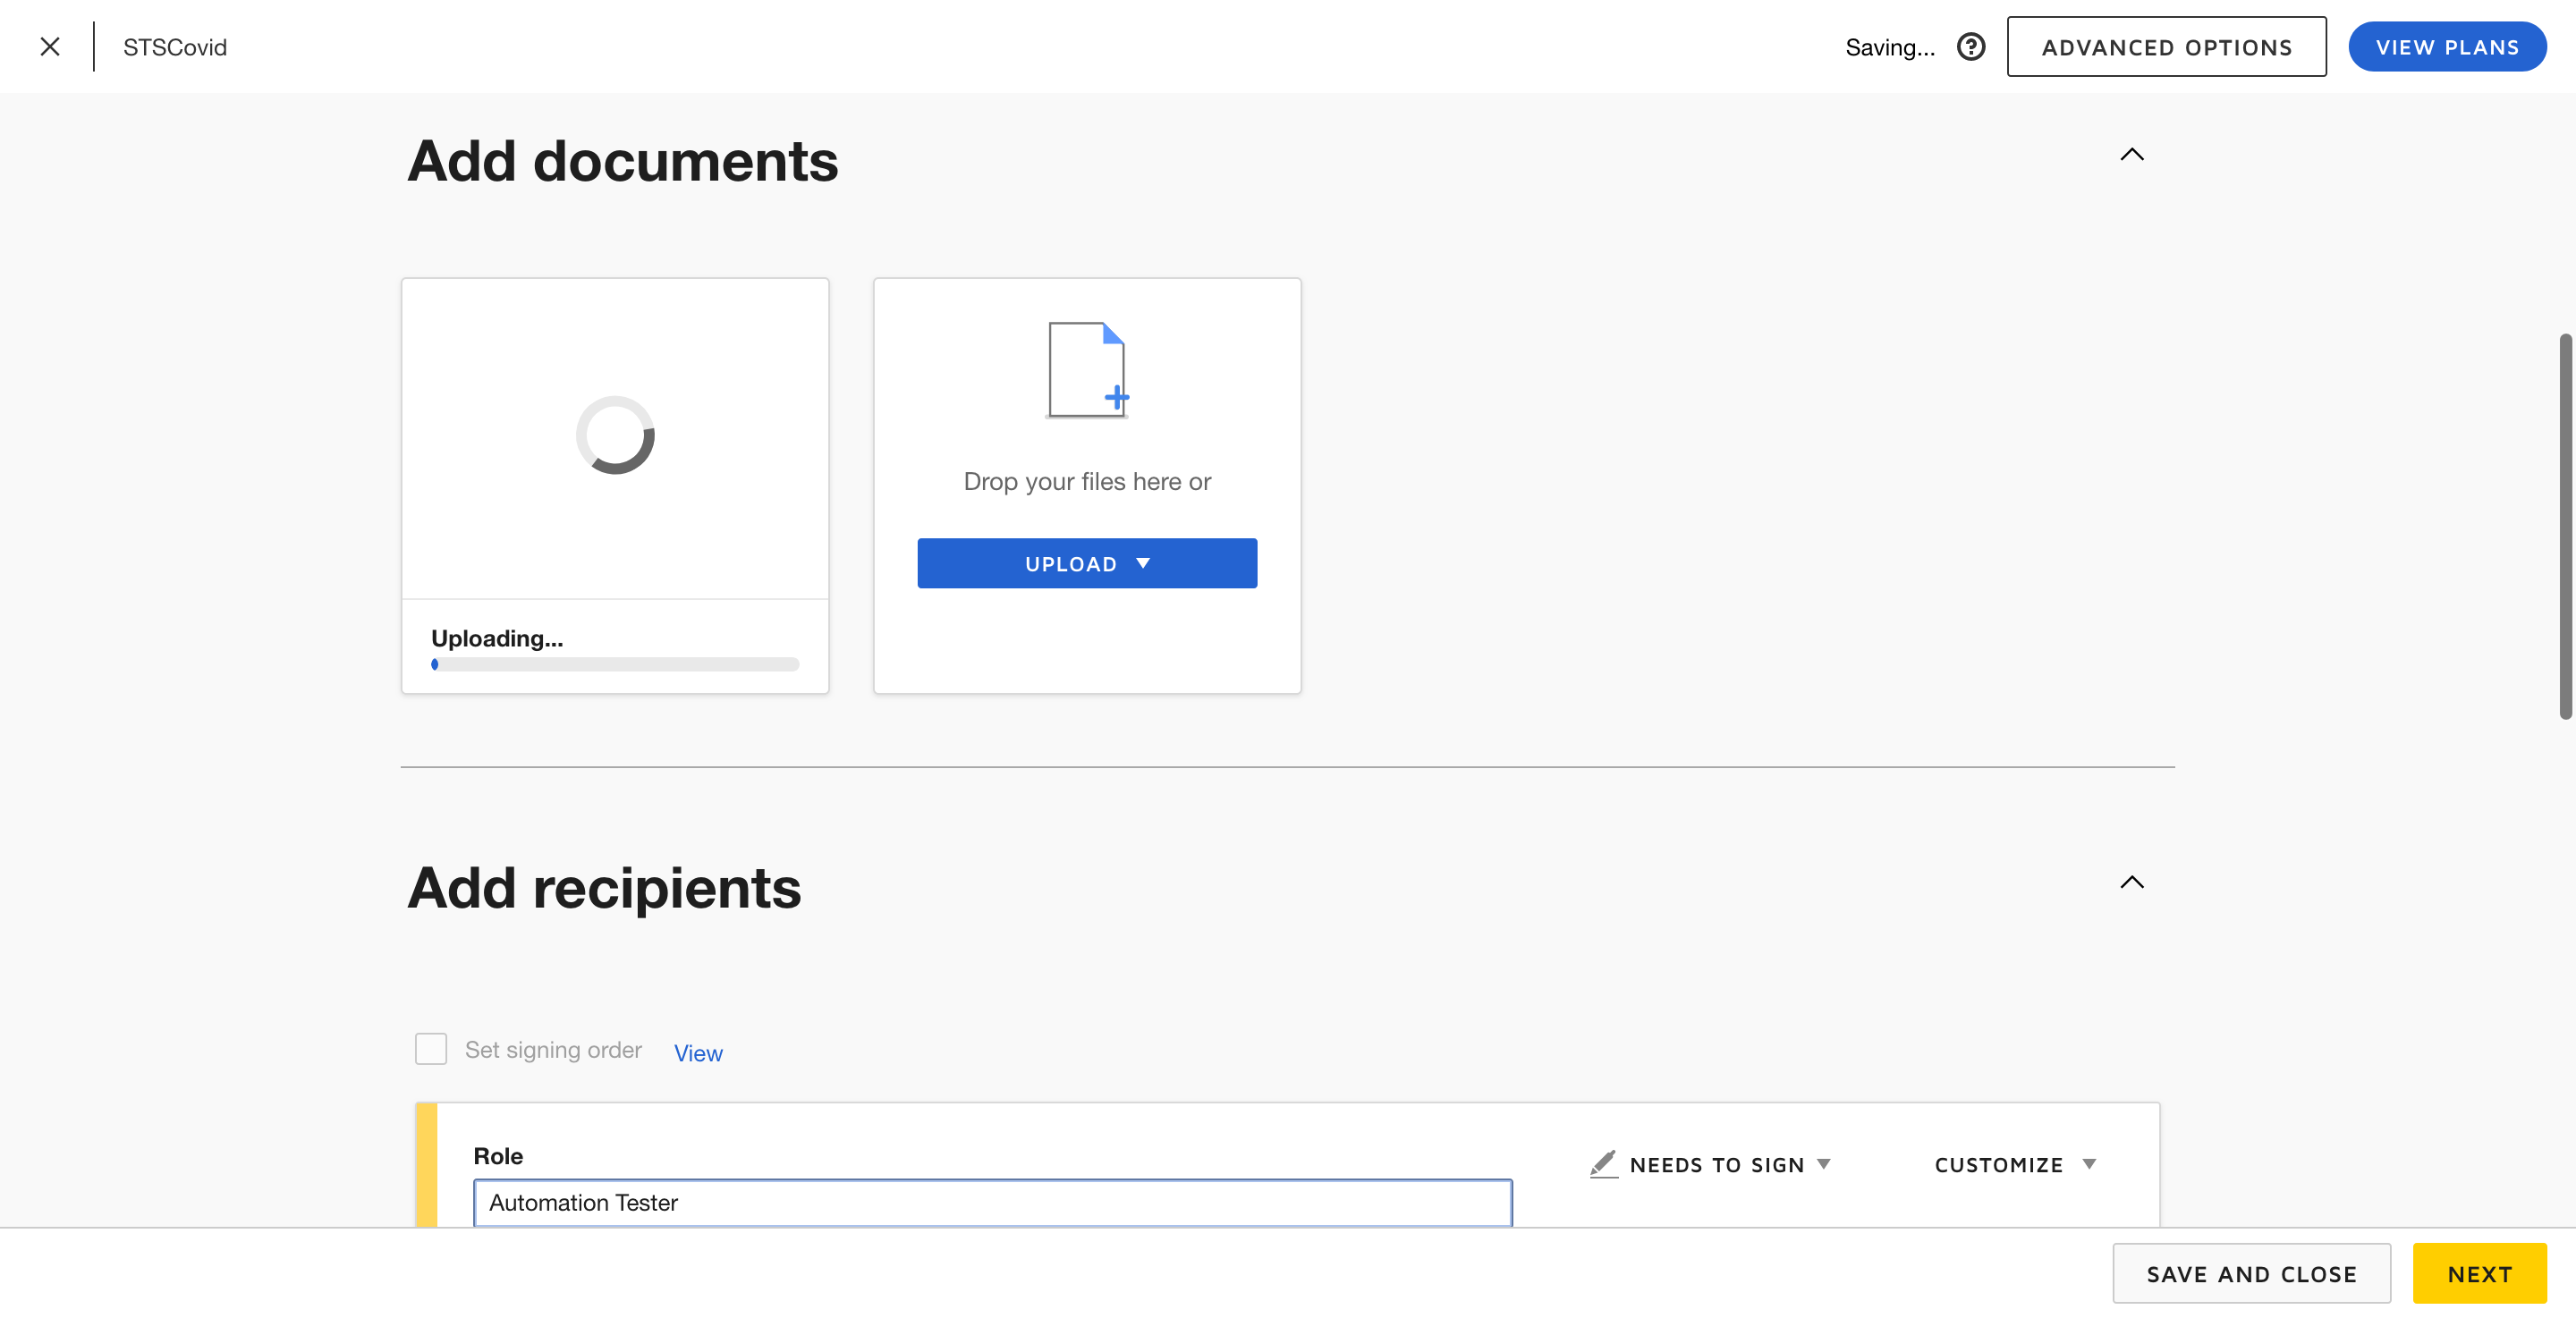 STSCovid
Saving...
ADVANCED OPTIONS
VIEW PLANS
Add documents
Drop your files here or
UPLOAD
Uploading...
Add recipients
Set signing order
View
Role
NEEDS TO SIGN
CUSTOMIZE
Automation Tester
SAVE AND CLOSE
NEXT